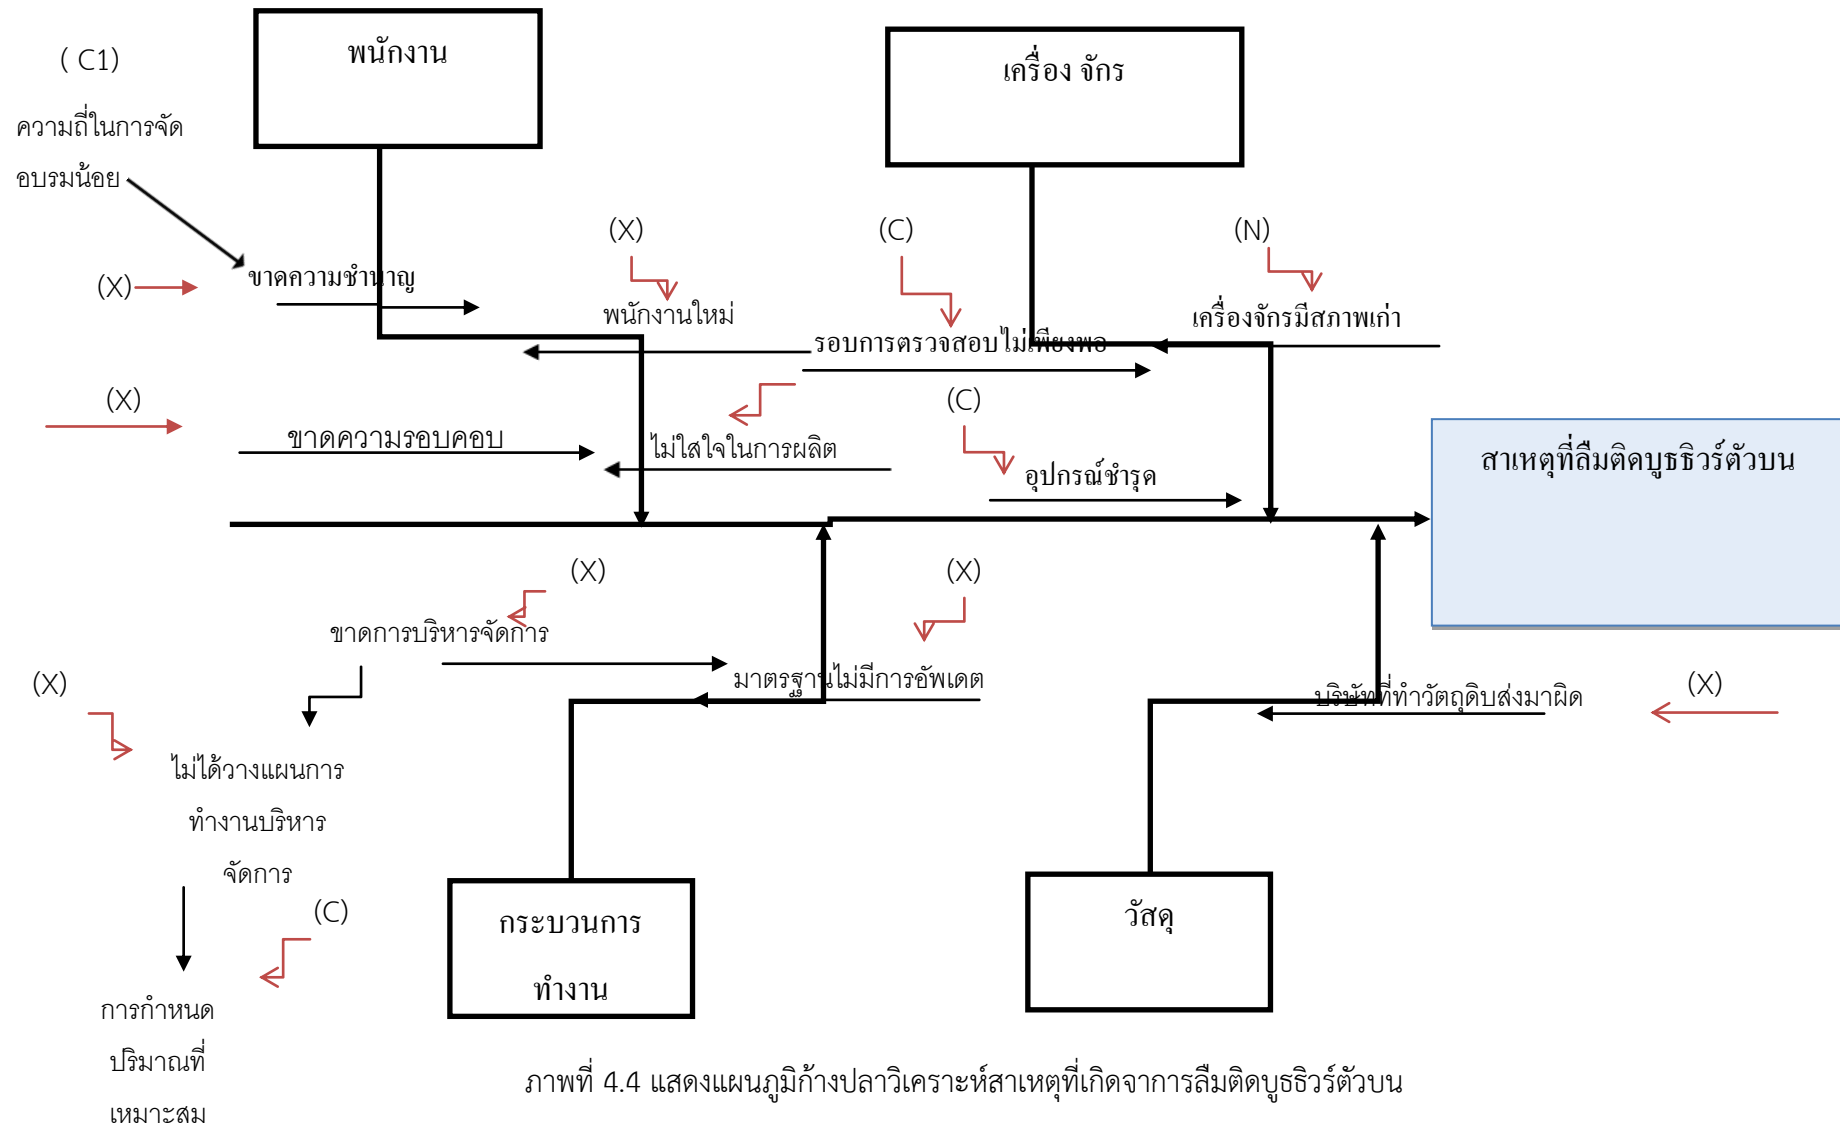 พนักงาน
เครื่อง จักร
( C1)
ความถี่ในการจัด
อบรมน้อย
(X)
(C)
(N)
(X)
ขาดความชำนาญ
พนักงานใหม่
เครื่องจักรมีสภาพเก่า
รอบการตรวจสอบไม่เพียงพอ
(X)
(C)
ขาดความรอบคอบ
ไม่ใส่ใจในการผลิต
อุปกรณ์ชำรุด
สาเหตุที่ลืมติดบูธธิวร์ตัวบน
(X)
(X)
ขาดการบริหารจัดการ
มาตรฐานไม่มีการอัพเดต
(X)
บริษัทที่ทำวัตถุดิบส่งมาผิด
(X)
ไม่ได้วางแผนการ
ทำงานบริหาร
จัดการ
(C)
กระบวนการ
ทำงาน
วัสดุ
การกำหนด
ปริมาณที่
เหมาะสม
ภาพที่ 4.4 แสดงแผนภูมิก้างปลาวิเคราะห์สาเหตุที่เกิดจาการลืมติดบูธธิวร์ตัวบน